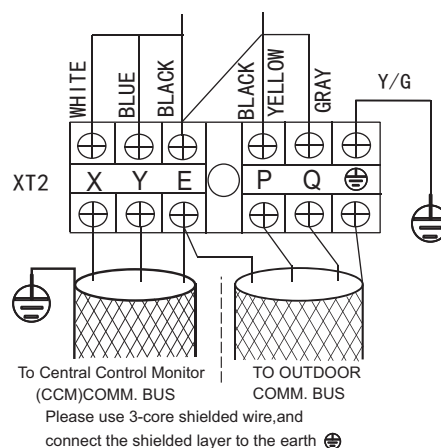 WHITE
BLUE
BLACK
BLACK
YELLOW
GRAY
Y/G
XT2
X Y E P Q
To Central Control Monitor
(CCM)COMM. BUS
TO OUTDOOR
COMM. BUS
Please use 3-core shielded wire,and
connect the shielded layer to the earth